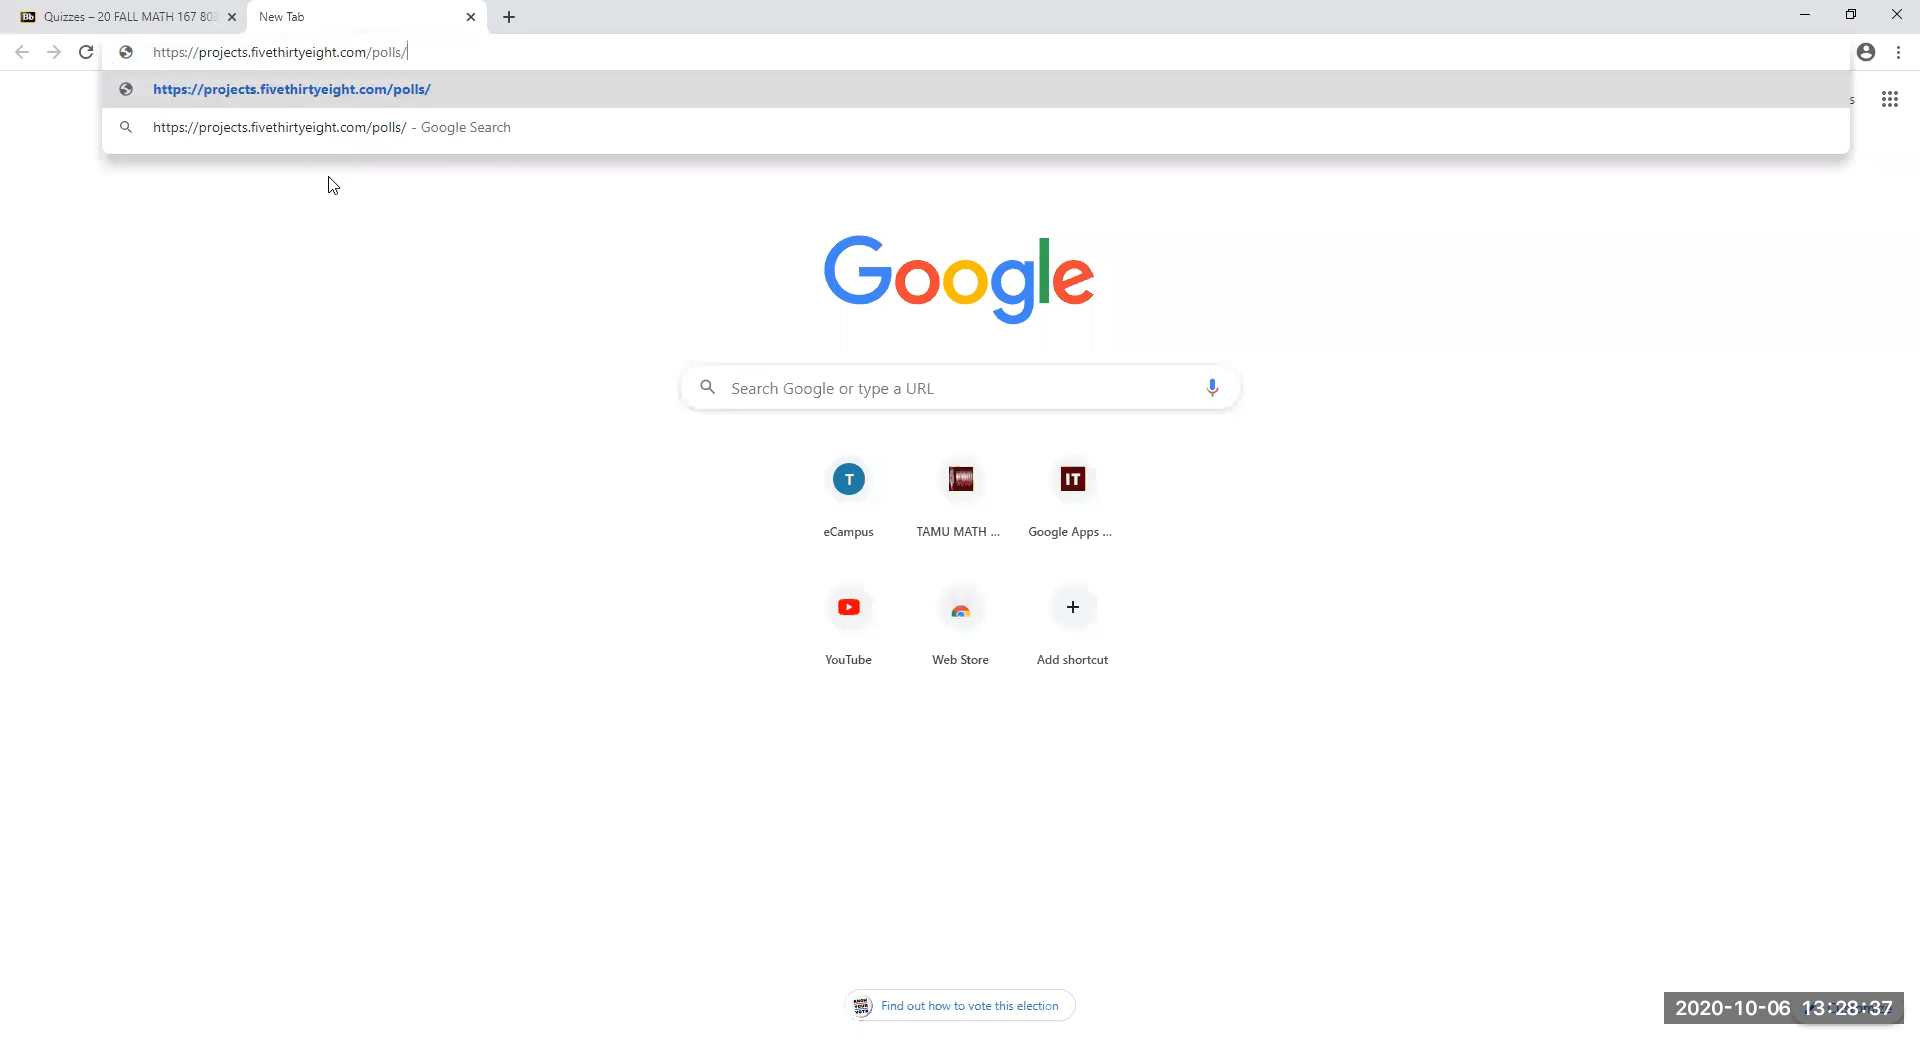 Quizzes – 20 FALL MATH 167 803
New Tab
https://projects.fivethirtyeight.com/polls/
https://projects.fivethirtyeight.com/polls/
https://projects.fivethirtyeight.com/polls/ - Google Search
Google
Search Google or type a URL
T
IT
eCampus
TAMU MATH ...
Google Apps ...
YouTube
Web Store
Add shortcut
Find out how to vote this election
2020-10-06 13:28:37